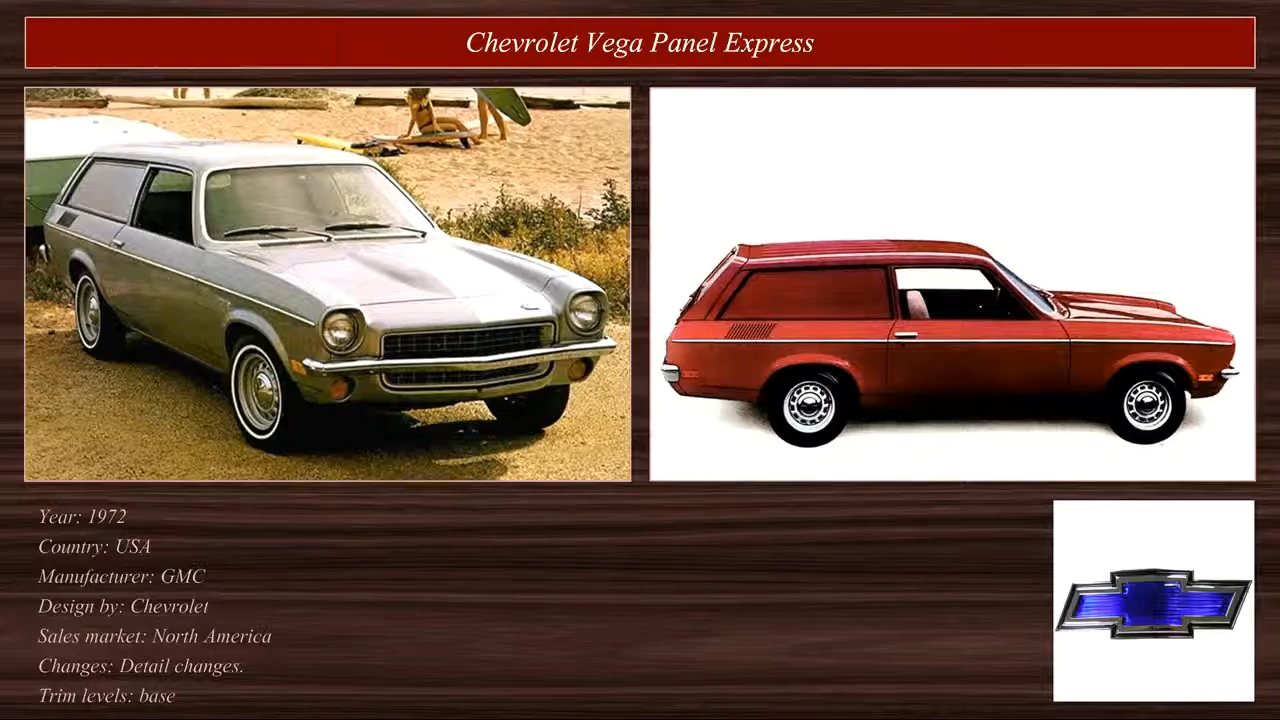 Chevrolet Vega Panel Express
Year: 1972
Country: USA
Manufacturer: GMC
Design by: Chevrolet
Sales market: North America
Changes: Detail changes.
Trim levels: base